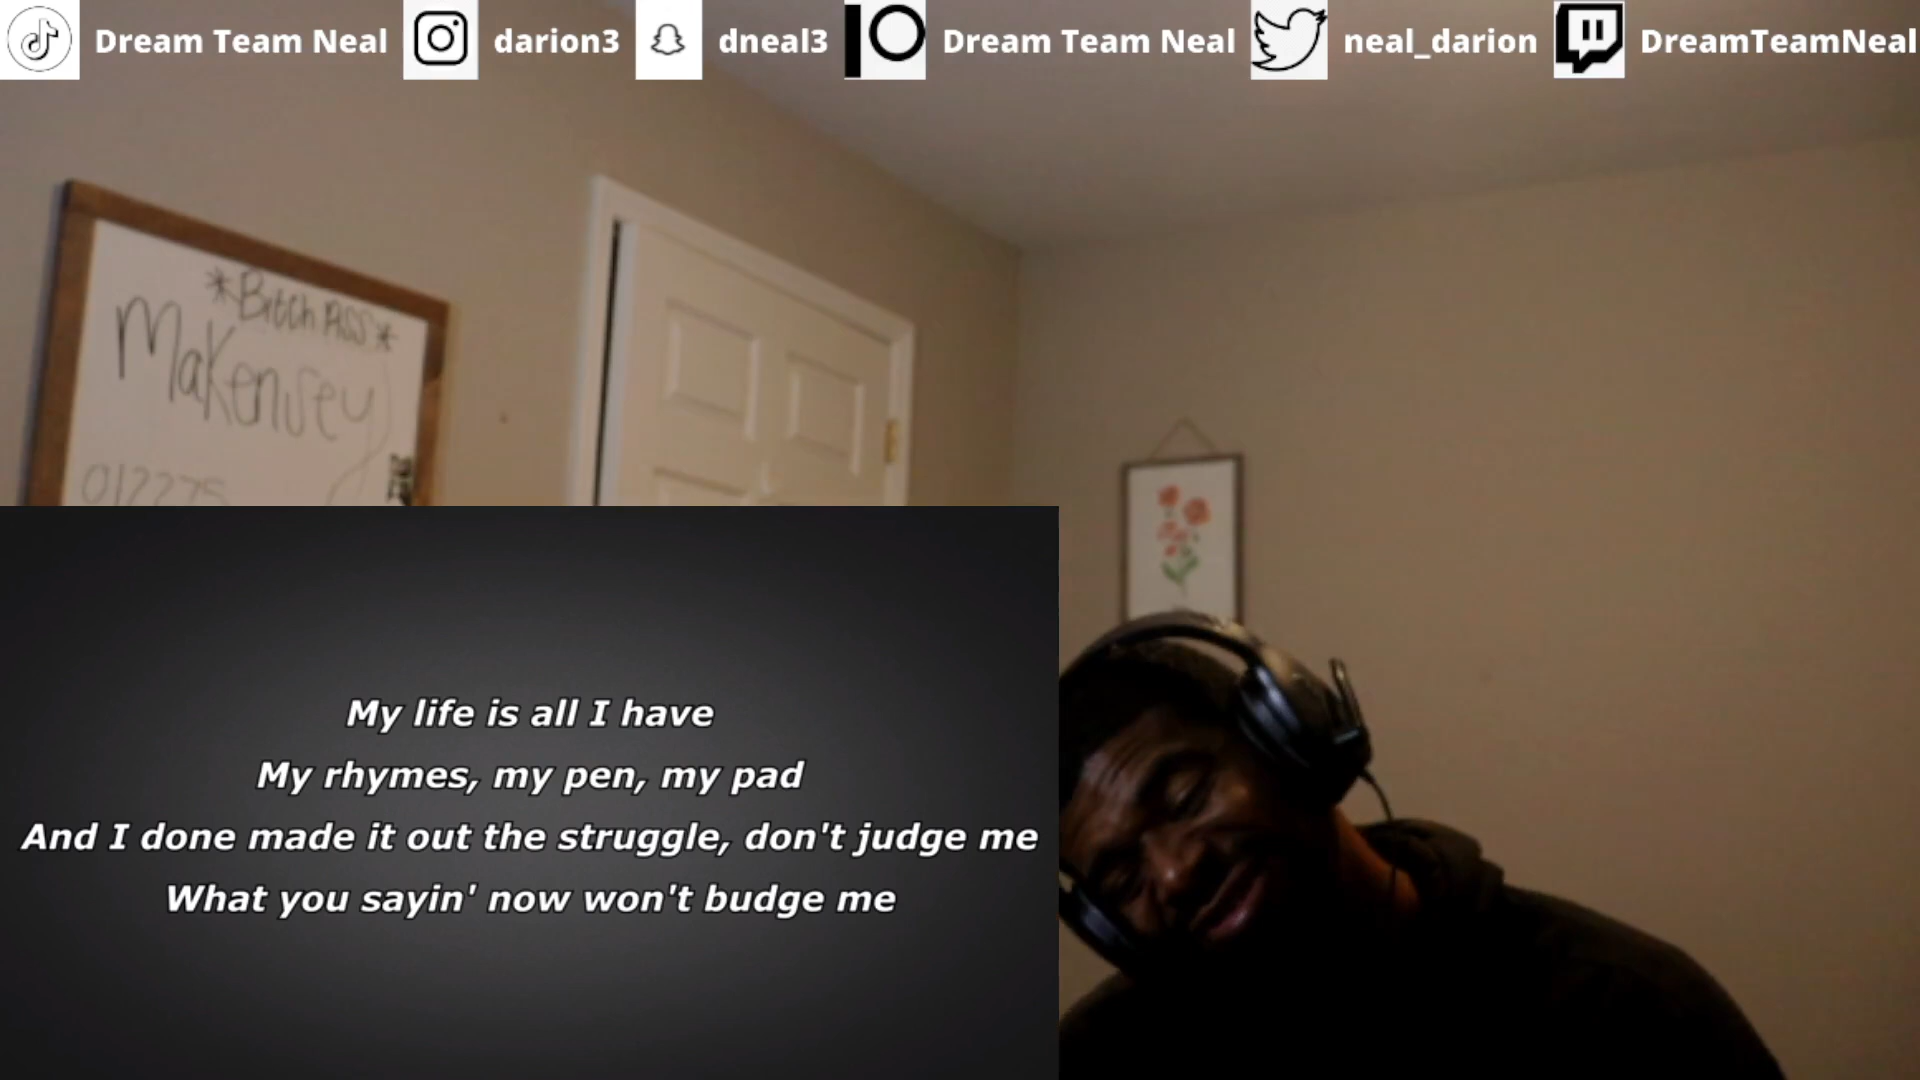 Dream Team Neal darion3 dneal3 Dream Team Neal neal_darion DreamTeamNeal
*Bitch Ass*
Makensey
012275
My life is all I have
My rhymes, my pen, my pad
And I done made it out the struggle, don't judge me
What you sayin' now won't budge me